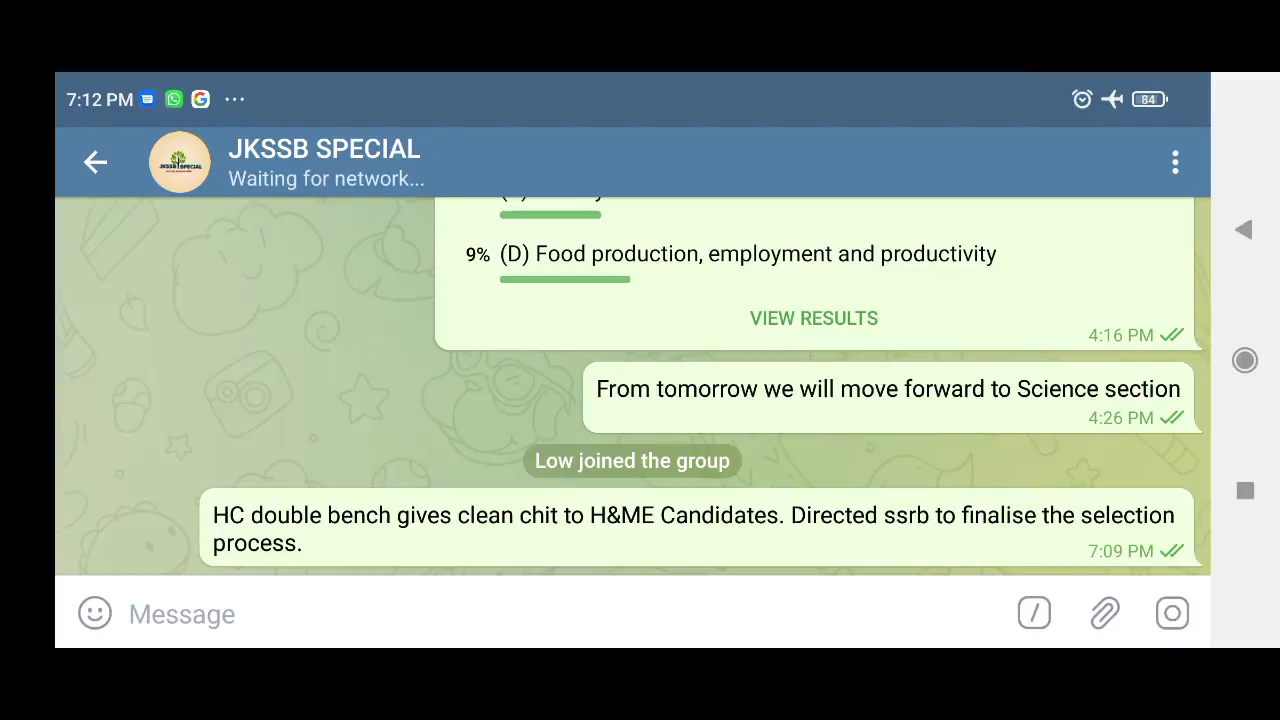 7:12 PM
84
JKSSB SPECIAL
Waiting for network...
JKSSB SPECIAL
9% (D) Food production, employment and productivity
VIEW RESULTS
4:16 PM
From tomorrow we will move forward to Science section
4:26 PM
Low joined the group
HC double bench gives clean chit to H&ME Candidates. Directed ssrb to finalise the selection
process.
7:09 PM
Message